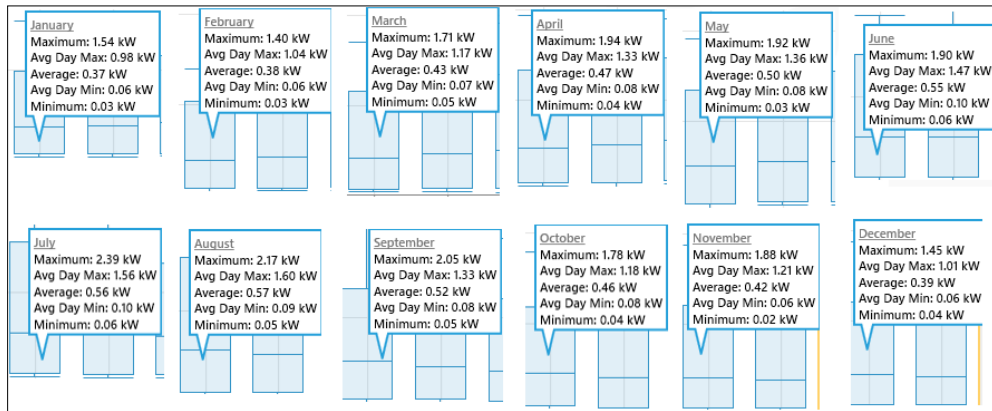 January
Maximum: 1.54 kW
Avg Day Max: 0.98 kW
Average: 0.37 kW
Avg Day Min: 0.06 kW
Minimum: 0.03 kW
February
Maximum: 1.40 kW
Avg Day Max: 1.04 kW
Average: 0.38 kW
Avg Day Min: 0.06 kW
Minimum: 0.03 kW
March
Maximum: 1.71 kW
Avg Day Max: 1.17 kW
Average: 0.43 kW
Avg Day Min: 0.07 kW
Minimum: 0.05 kW
April
Maximum: 1.94 kW
Avg Day Max: 1.33 kW
Average: 0.47 kW
Avg Day Min: 0.08 kW
Minimum: 0.04 kW
May
Maximum: 1.92 kW
Avg Day Max: 1.36 kW
Average: 0.50 kW
Avg Day Min: 0.08 kW
Minimum: 0.03 kW
June
Maximum: 1.90 kW
Avg Day Max: 1.47 kW
Average: 0.55 kW
Avg Day Min: 0.10 kW
Minimum: 0.06 kW
July
Maximum: 2.39 kW
Avg Day Max: 1.56 kW
Average: 0.56 kW
Avg Day Min: 0.10 kW
Minimum: 0.06 kW
August
Maximum: 2.17 kW
Avg Day Max: 1.60 kW
Average: 0.57 kW
Avg Day Min: 0.09 kW
Minimum: 0.05 kW
September
Maximum: 2.05 kW
Avg Day Max: 1.33 kW
Average: 0.52 kW
Avg Day Min: 0.08 kW
Minimum: 0.05 kW
October
Maximum: 1.78 kW
Avg Day Max: 1.18 kW
Average: 0.46 kW
Avg Day Min: 0.08 kW
Minimum: 0.04 kW
November
Maximum: 1.88 kW
Avg Day Max: 1.21 kW
Average: 0.42 kW
Avg Day Min: 0.06 kW
Minimum: 0.02 kW
December
Maximum: 1.45 kW
Avg Day Max: 1.01 kW
Average: 0.39 kW
Avg Day Min: 0.06 kW
Minimum: 0.04 kW